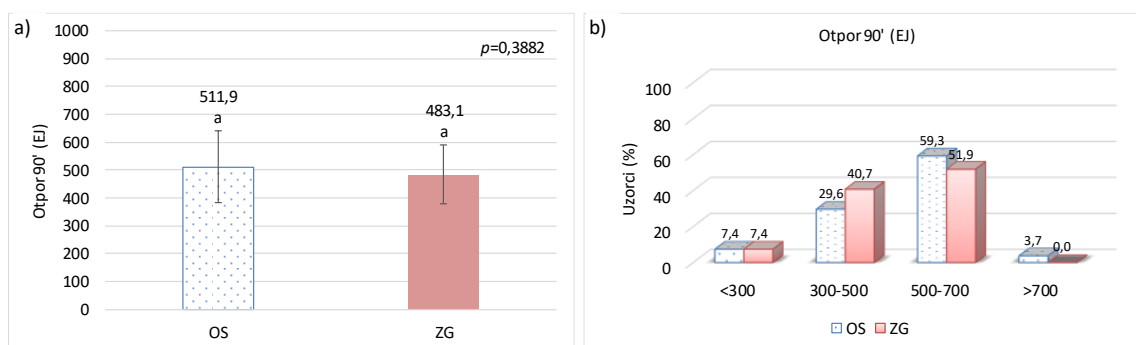 a)
1000
900
800
700
600
500
400
300
200
100
0
Otpor 90' (EJ)
p=0,3882
511,9
a
483,1
a
OS
ZG
b)
Otpor 90' (EJ)
100
80
60
40
20
0
Uzorci (%)
7,4
7,4
29,6
40,7
59,3
51,9
3,7
0,0
<300
300-500
500-700
>700
OS
ZG